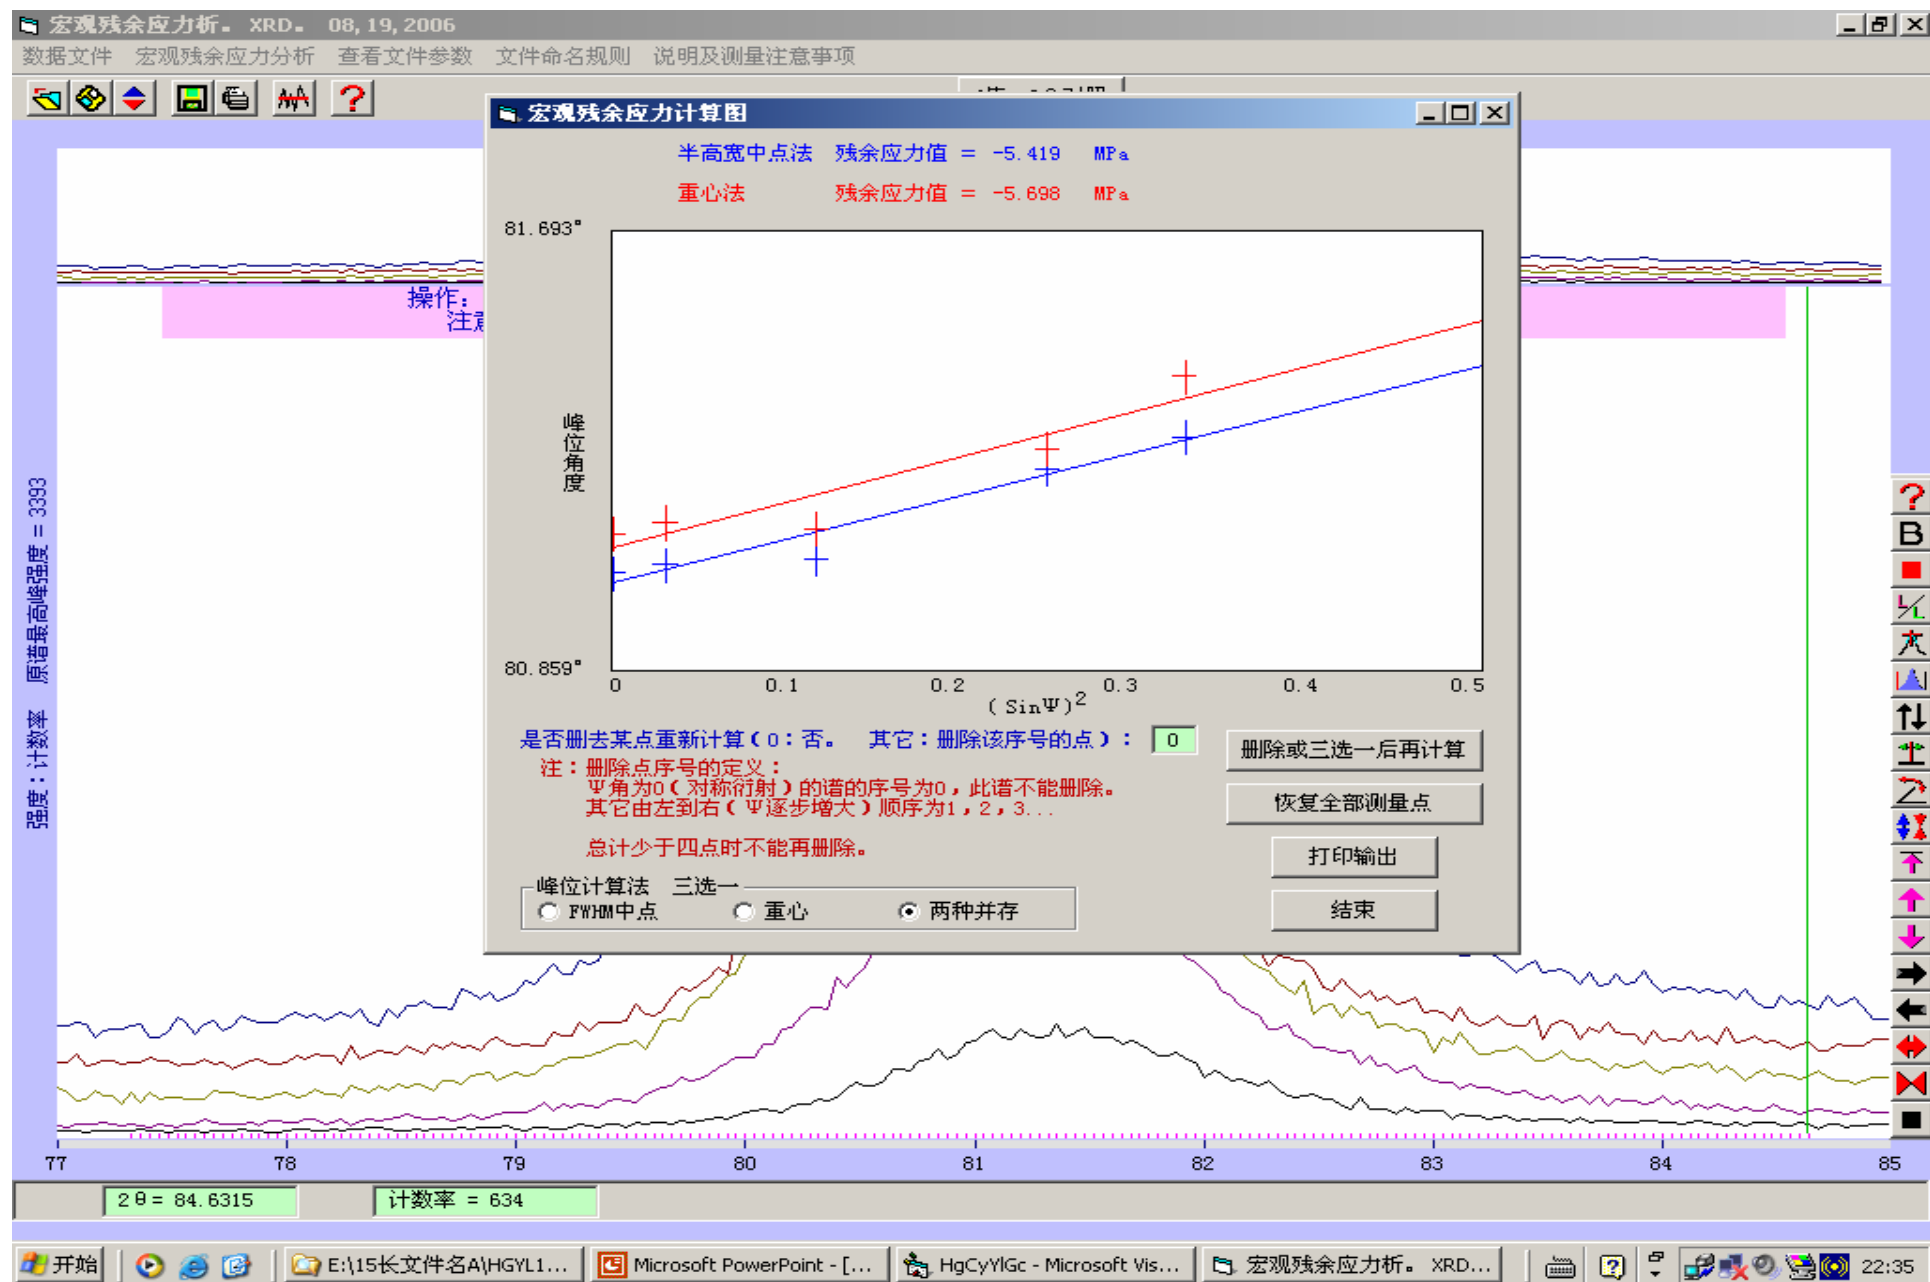 宏观残余应力析。 XRD。 08,19,2006
数据文件 宏观残余应力分析 查看文件参数 文件命名规则 说明及测量注意事项
宏观残余应力计算图
半高宽中点法 残余应力值 = -5.419 MPa
重心法 残余应力值 = -5.698 MPa
81.693°
操作:
注意
峰位角度
80.859°
0 0.1 0.2 0.3 0.4 0.5
(SinΨ)2
强度:计数率 原谱最高峰强度 = 3393
是否删去某点重新计算(0:否。 其它:删除该序号的点): 0
删除或三选一后再计算
注:删除点序号的定义:
Ψ角为0(对称衍射)的谱的序号为0,此谱不能删除。
其它由左到右(Ψ逐步增大)顺序为1,2,3...
恢复全部测量点
总计少于四点时不能再删除。
打印输出
峰位计算法 三选一
FWHM中点 重心 两种并存
结束
B
L/L
77 78 79 80 81 82 83 84 85
2θ= 84.6315 计数率 = 634
开始 E:\15长文件名A\HGYL1... Microsoft PowerPoint - [... HgCyYlGc - Microsoft Vis... 宏观残余应力析。 XRD... 22:35